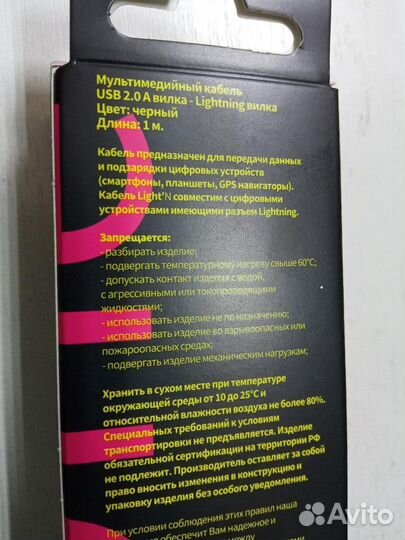 Мультимедийный кабель
USB 2.0 A вилка - Lightning вилка
Цвет: черный
Длина: 1 м.
Кабель предназначен для передачи данных
и подзарядки цифровых устройств
(смартфоны, планшеты, GPS навигаторы).
Кабель Light'N совместим с цифровыми
устройствами имеющими разъем Lightning.
Запрещается:
- разбирать изделие;
- подвергать температурному нагреву свыше 60°С;
- допускать контакт изделия с водой,
с агрессивными или токопроводящими
жидкостями;
- использовать изделие не по назначению;
- использовать изделие во взрывоопасных или
пожароопасных средах;
- подвергать изделие механическим нагрузкам;
Хранить в сухом месте при температуре
окружающей среды от 10 до 25°С и
относительной влажности воздуха не более 80%.
Специальных требований к условиям
транспортировки не предъявляется. Изделие
обязательной сертификации на территории РФ
не подлежит. Производитель оставляет за собой
право вносить изменения в конструкцию и
упаковку изделия без особого уведомления.
При условии соблюдения этих правил наша
обеспечит Вам надежное и
между
Avito